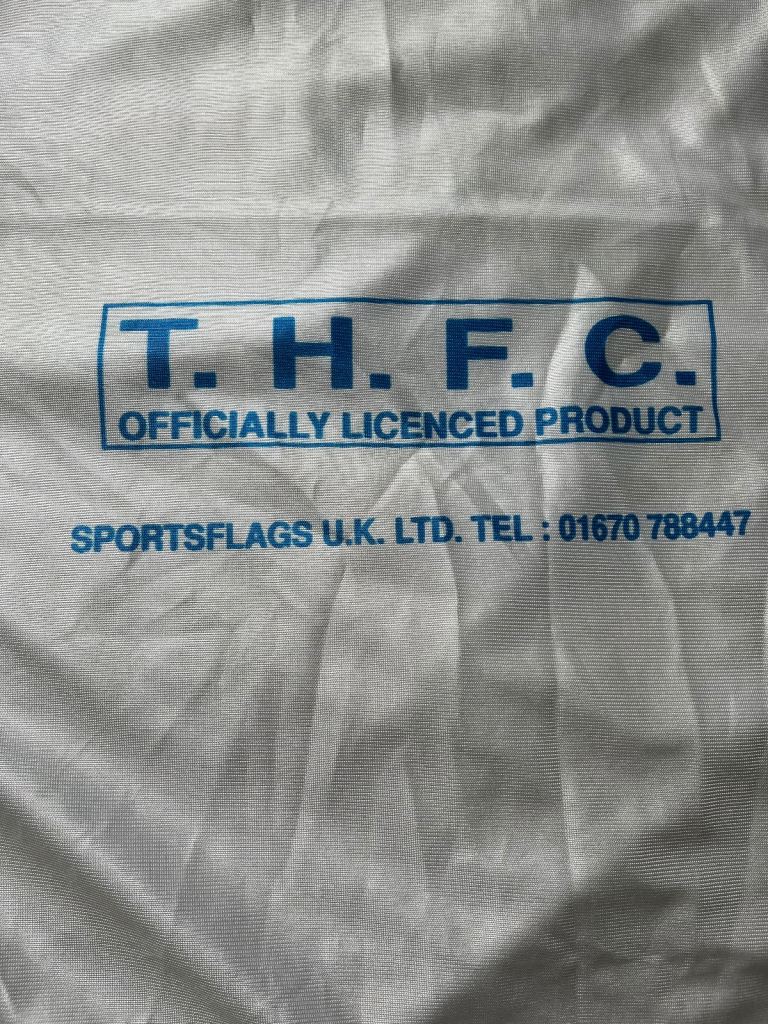 T. H. F. C.
OFFICIALLY LICENCED PRODUCT
SPORTSFLAGS U.K. LTD. TEL : 01670 788447